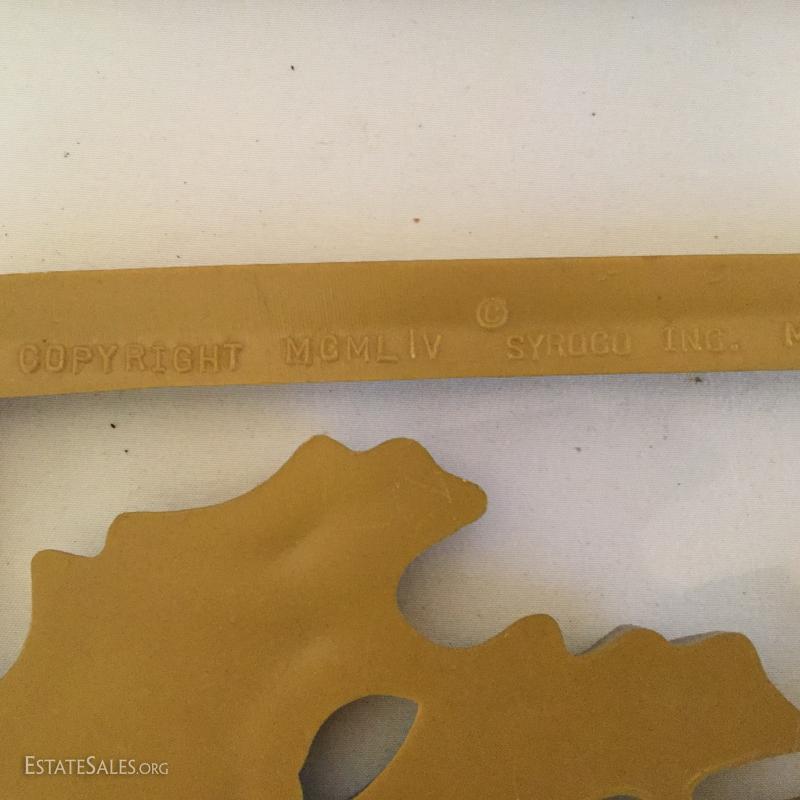 COPYRIGHT MCMLIV © SYROCO INC. M
ESTATESALES.ORG